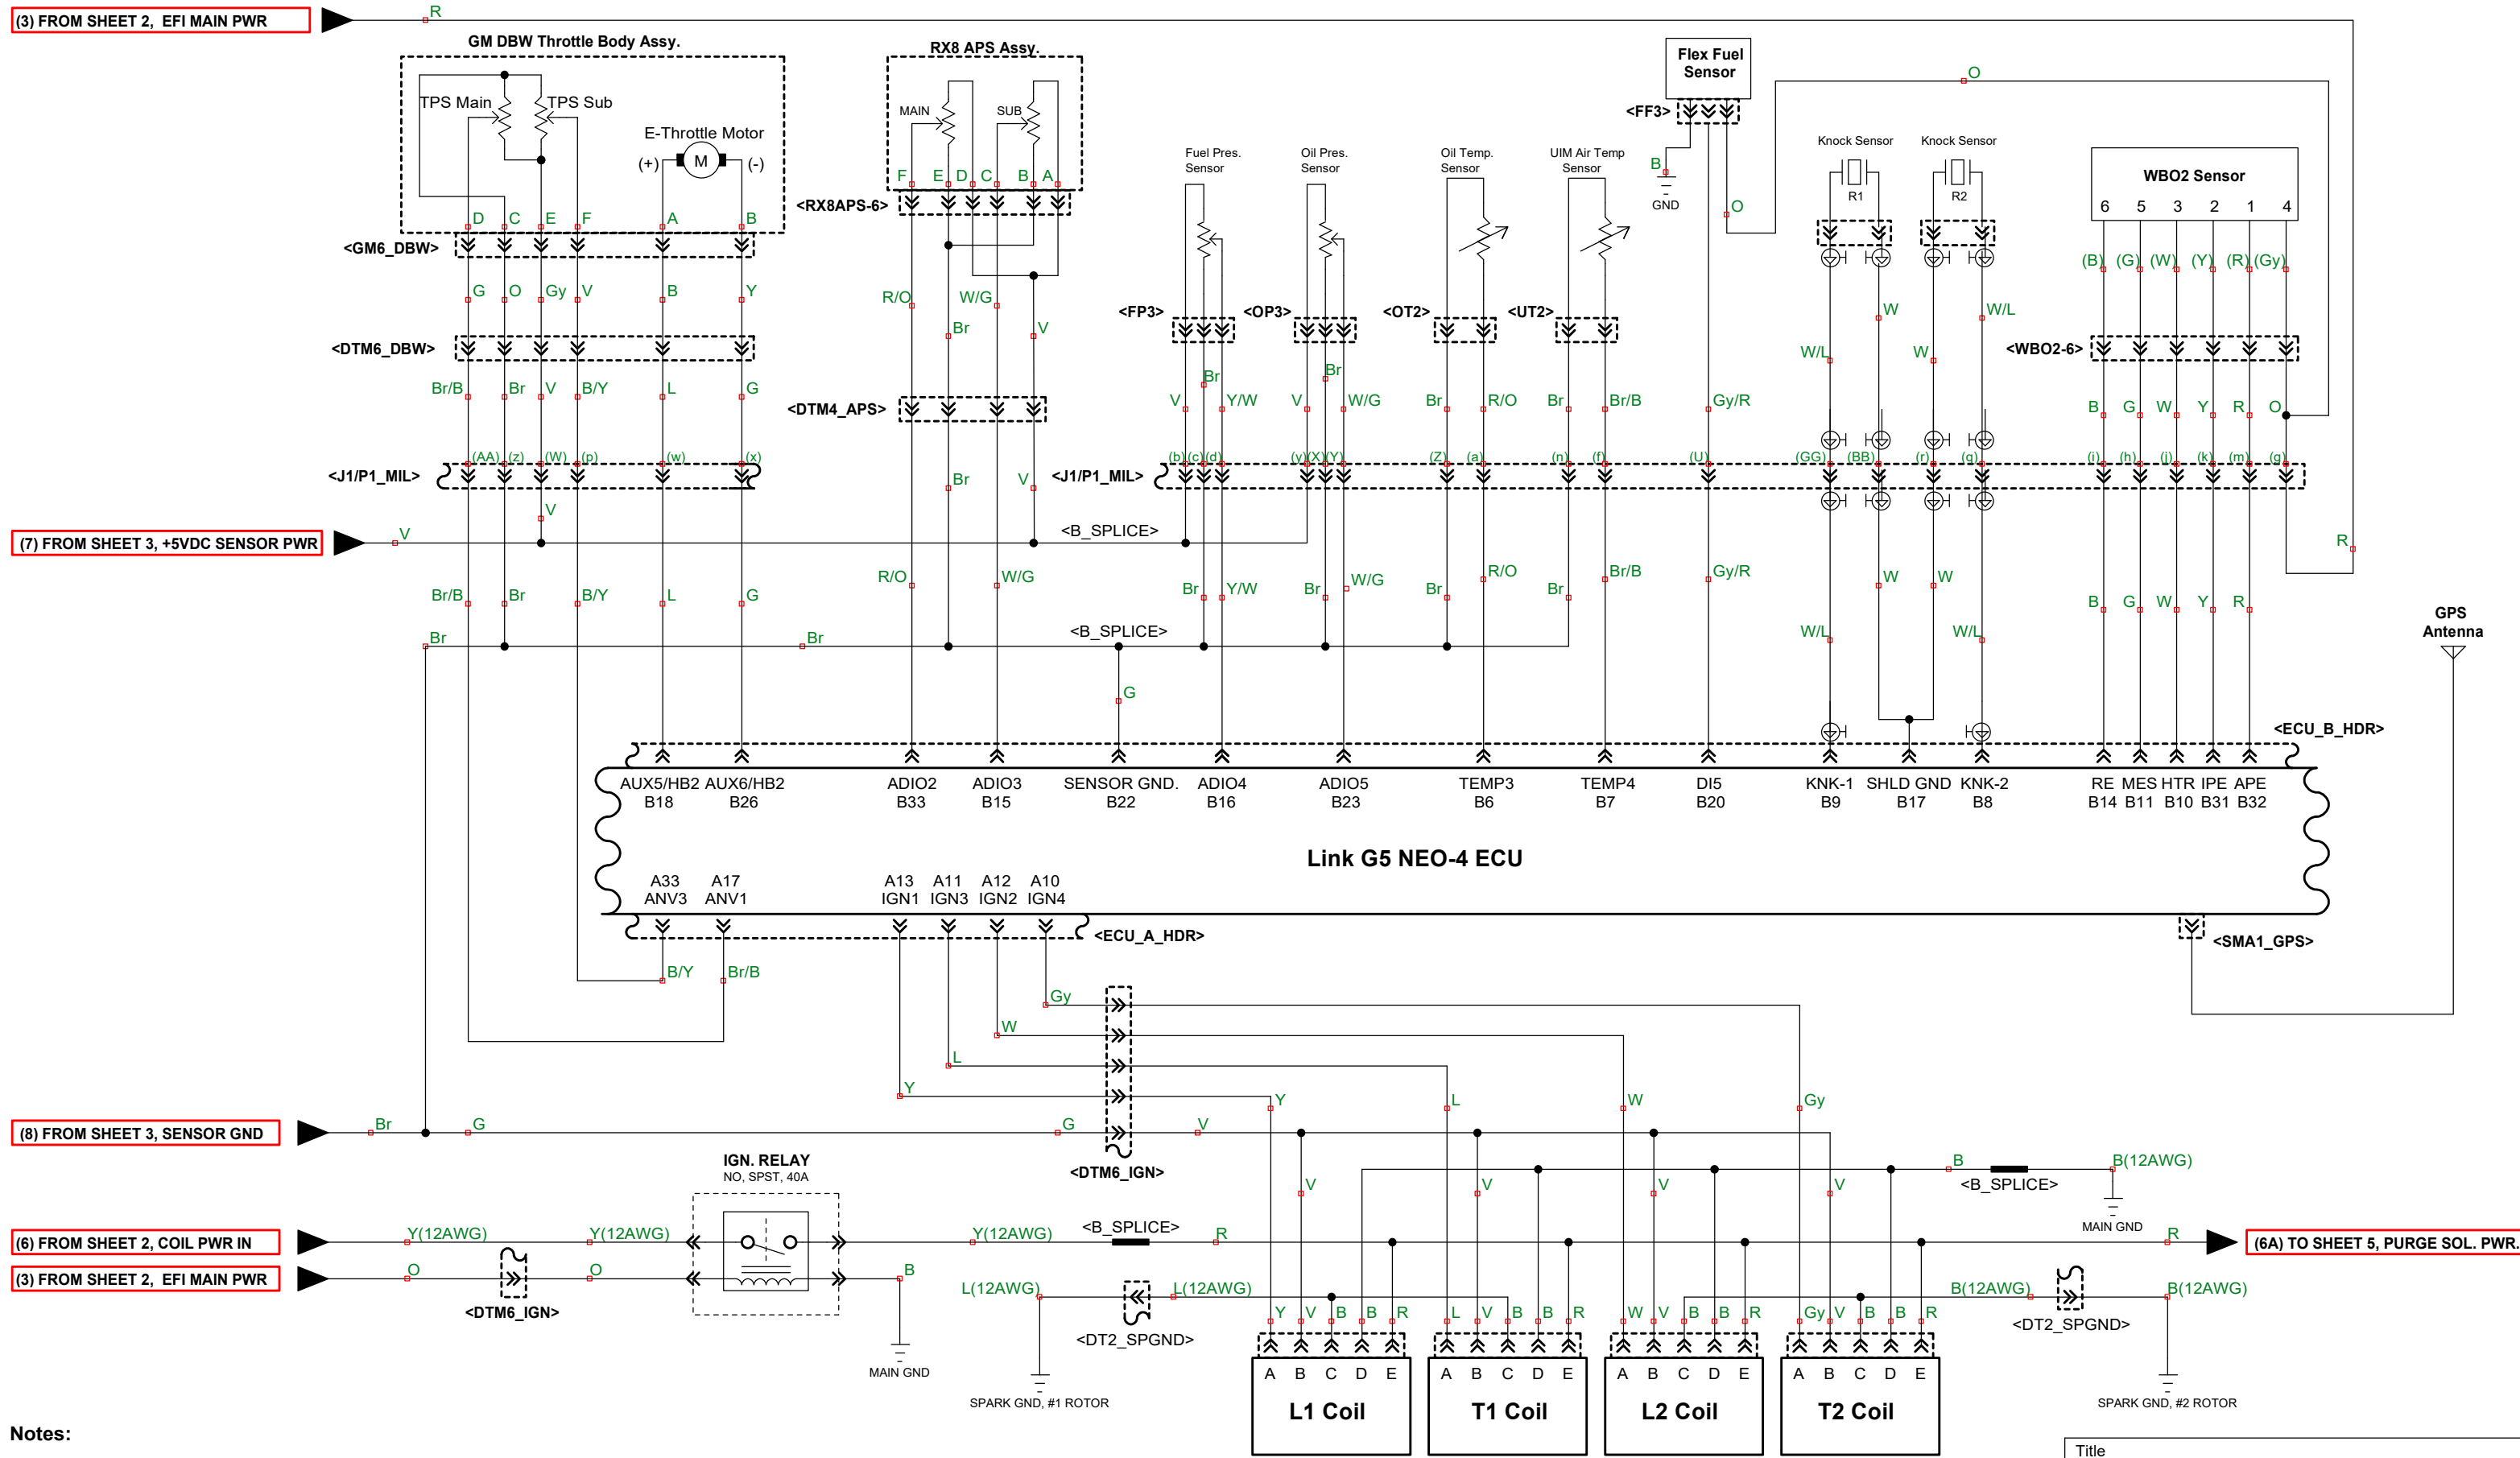 (3) FROM SHEET 2, EFI MAIN PWR
R
GM DBW Throttle Body Assy.
RX8 APS Assy.
Flex Fuel
Sensor
O
TPS Main
TPS Sub
E-Throttle Motor
(+)
M
(-)
MAIN
SUB
<FF3>
Fuel Pres.
Sensor
Oil Pres.
Sensor
Oil Temp.
Sensor
UIM Air Temp
Sensor
B
GND
O
Knock Sensor
Knock Sensor
R1
R2
WBO2 Sensor
6 5 3 2 1 4
F E D C B A
<RX8APS-6>
D C E F A B
<GM6_DBW>
(B) (G) (W) (Y) (R) (Gy)
G O Gy V B Y
R/O W/G
Br V
<FP3>
<OP3>
<OT2>
<UT2>
W W/L
W/L W
<DTM6_DBW>
<WBO2-6>
Br/B Br V B/Y L G
<DTM4_APS>
V Br Y/W V Br W/G Br R/O Br Br/B Gy/R
B G W Y R O
(AA) (z) (W) (p) (w) (x)
<J1/P1_MIL>
Br V
<J1/P1_MIL>
(b) (c) (d) (y) (X) (Y) (Z) (a) (n) (f) (U) (GG) (BB) (r) (q) (i) (h) (j) (k) (m) (g)
V
(7) FROM SHEET 3, +5VDC SENSOR PWR
V
<B_SPLICE>
R
Br/B Br B/Y L G
R/O W/G
Br Y/W Br W/G Br R/O Br Br/B Gy/R
W W
B G W Y R
GPS
Antenna
Br
Br
<B_SPLICE>
W/L W/L
G
<ECU_B_HDR>
AUX5/HB2 AUX6/HB2 ADIO2 ADIO3 SENSOR GND. ADIO4 ADIO5 TEMP3 TEMP4 DI5 KNK-1 SHLD GND KNK-2 RE MES HTR IPE APE
B18 B26 B33 B15 B22 B16 B23 B6 B7 B20 B9 B17 B8 B14 B11 B10 B31 B32
Link G5 NEO-4 ECU
A33 A17 A13 A11 A12 A10
ANV3 ANV1 IGN1 IGN3 IGN2 IGN4
<ECU_A_HDR>
<SMA1_GPS>
B/Y Br/B
Gy
W
L
Y
Y L W Gy
(8) FROM SHEET 3, SENSOR GND
Br G
G V
<DTM6_IGN>
IGN. RELAY
NO, SPST, 40A
V V V V
B
<B_SPLICE>
B(12AWG)
MAIN GND
(6) FROM SHEET 2, COIL PWR IN
Y(12AWG) Y(12AWG)
Y(12AWG)
<B_SPLICE>
R
R
(6A) TO SHEET 5, PURGE SOL. PWR.
(3) FROM SHEET 2, EFI MAIN PWR
O O
<DTM6_IGN>
B
MAIN GND
L(12AWG) L(12AWG)
<DT2_SPGND>
SPARK GND, #1 ROTOR
B(12AWG) B(12AWG)
<DT2_SPGND>
SPARK GND, #2 ROTOR
Y V B B R L V B B R W V B B R Gy V B B R
A B C D E A B C D E A B C D E A B C D E
L1 Coil
T1 Coil
L2 Coil
T2 Coil
Notes:
Title